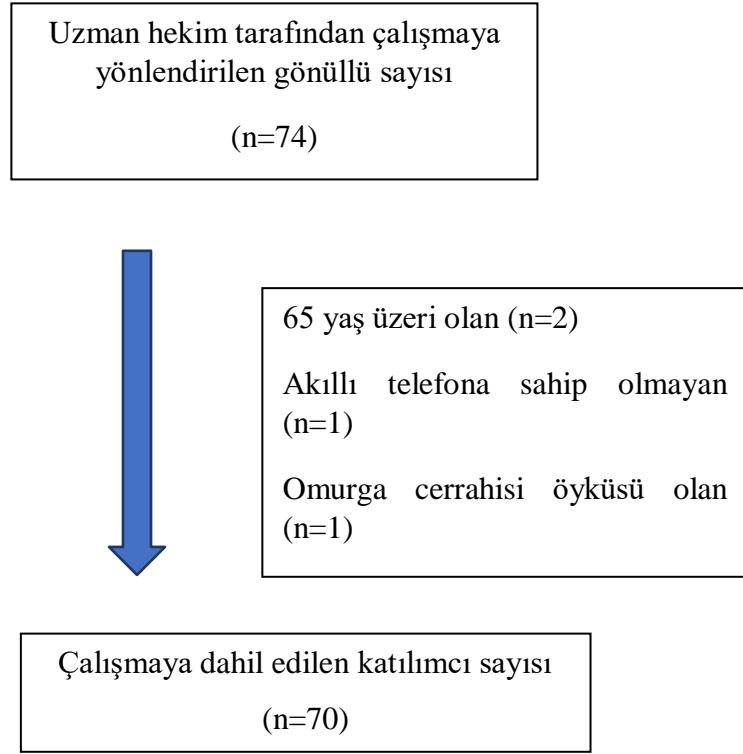 Uzman hekim tarafından çalışmaya
yönlendirilen gönüllü sayısı
(n=74)
65 yaş üzeri olan (n=2)
Akıllı telefona sahip olmayan
(n=1)
Omurga cerrahisi öyküsü olan
(n=1)
Çalışmaya dahil edilen katılımcı sayısı
(n=70)